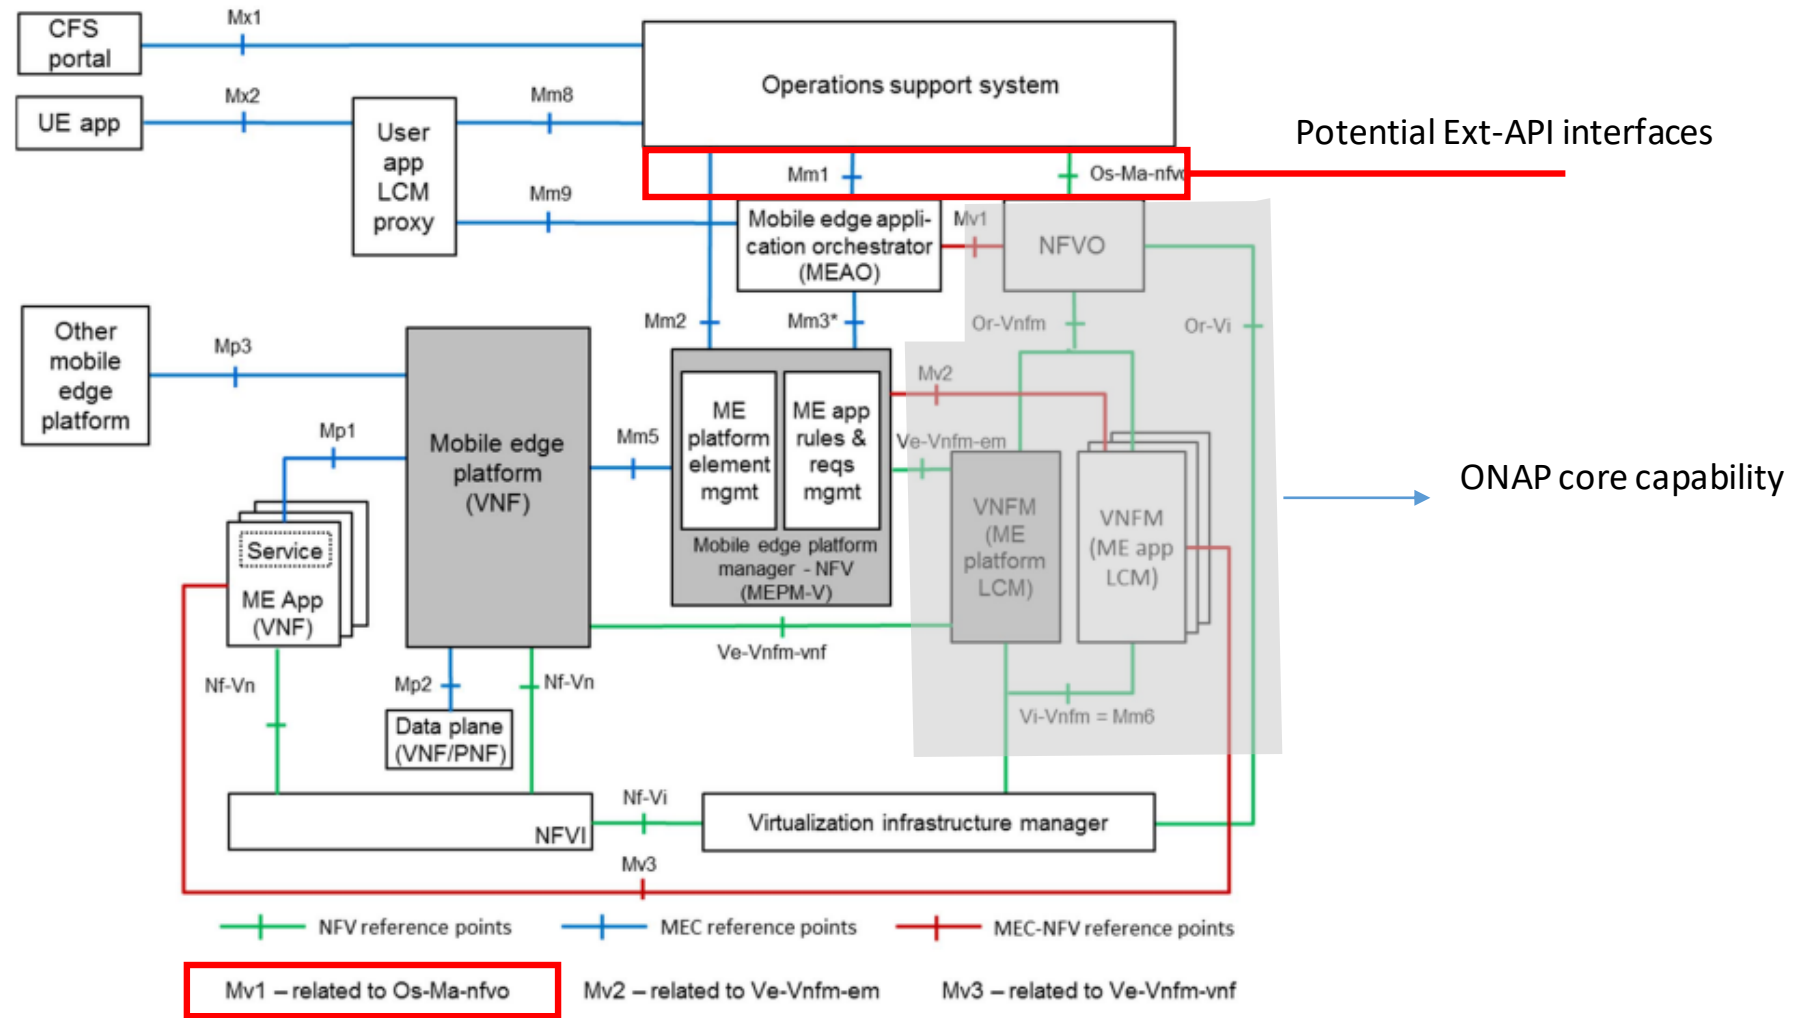 Mx1
CFS
portal
Operations support system
Mx2
Mm8
UE app
User
app
LCM
proxy
Potential Ext-API interfaces
Mm1
Os-Ma-nfvo
Mm9
Mobile edge appli-
cation orchestrator
(MEAO)
Mv1
NFVO
Other
mobile
edge
platform
Mp3
Mm2
Mm3*
Or-Vnfm
Or-Vi
Mv2
Mp1
Mobile edge
platform
(VNF)
Mm5
ME
platform
element
mgmt
ME app
rules &
reqs
mgmt
Ve-Vnfm-em
ONAP core capability
Service
ME App
(VNF)
Mobile edge platform
manager - NFV
(MEPM-V)
VNFM
(ME
platform
LCM)
VNFM
(ME app
LCM)
Ve-Vnfm-vnf
Nf-Vn
Mp2
Nf-Vn
Data plane
(VNF/PNF)
Vi-Vnfm = Mm6
Nf-Vi
NFVI
Virtualization infrastructure manager
Mv3
NFV reference points
MEC reference points
MEC-NFV reference points
Mv1 – related to Os-Ma-nfvo
Mv2 – related to Ve-Vnfm-em
Mv3 – related to Ve-Vnfm-vnf